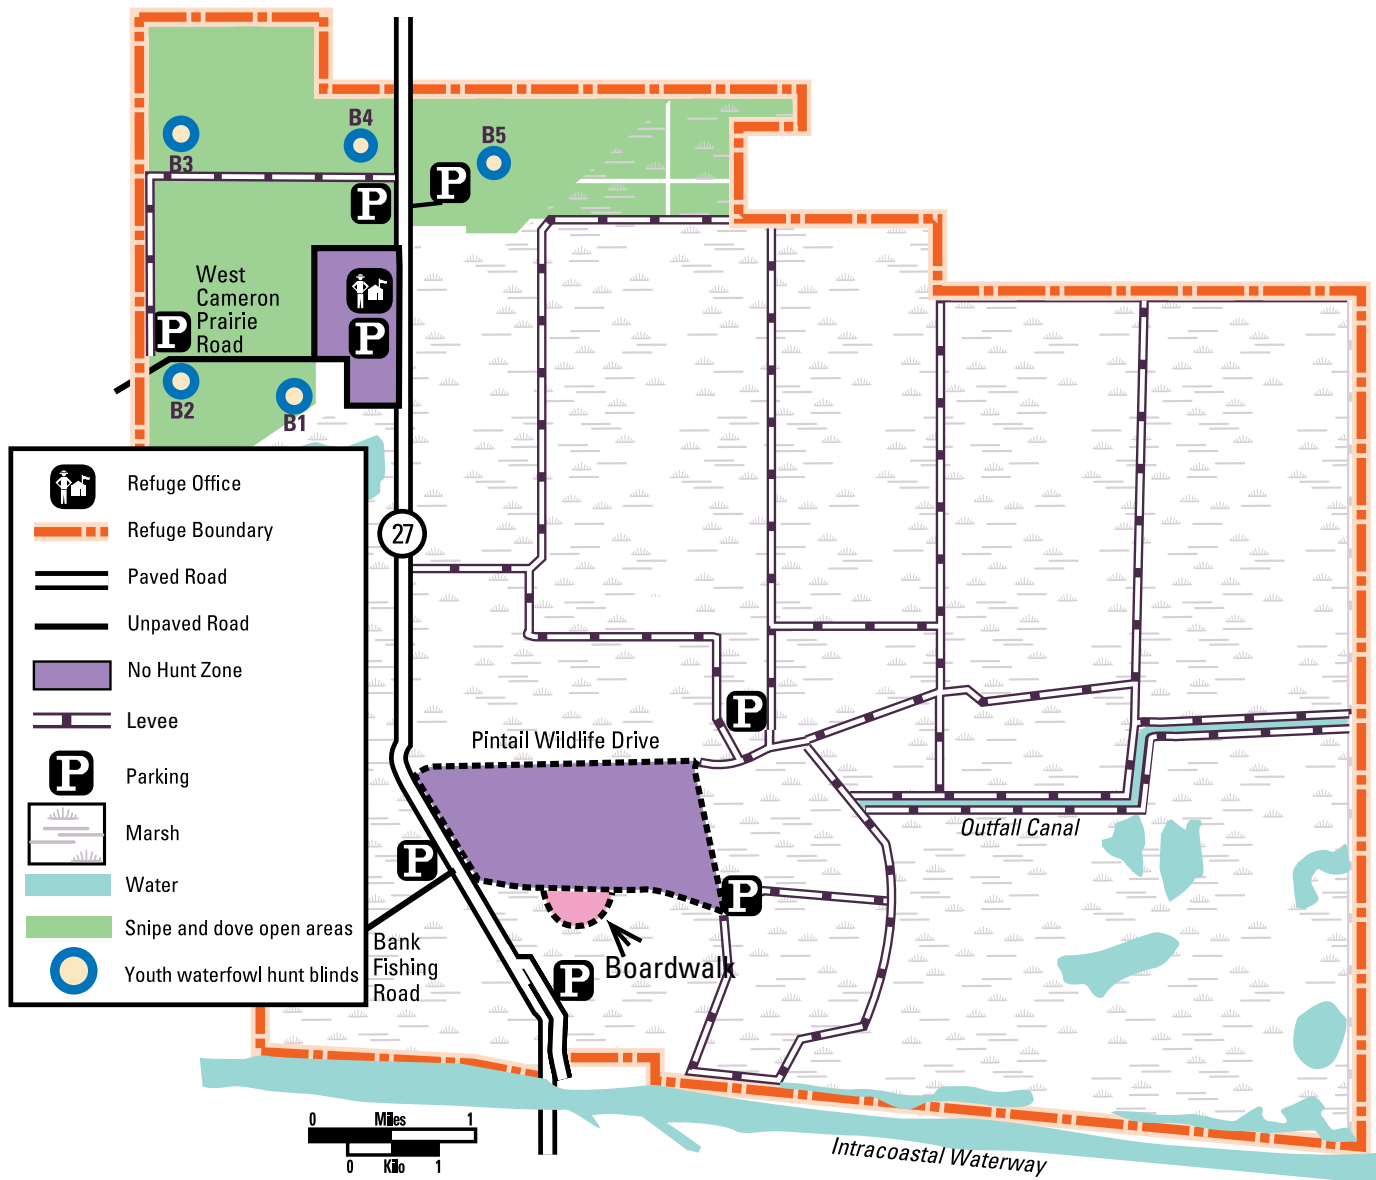 B3
B4
B5
P
P
West
Cameron
Prairie
Road
P
P
B2
B1
27
Refuge Office
Refuge Boundary
Paved Road
Unpaved Road
No Hunt Zone
Levee
P
Parking
Marsh
Water
Snipe and dove open areas
Youth waterfowl hunt blinds
P
Pintail Wildlife Drive
Outfall Canal
P
P
Bank
Fishing
Road
Boardwalk
P
0 Miles 1
0 Kilo 1
Intracoastal Waterway